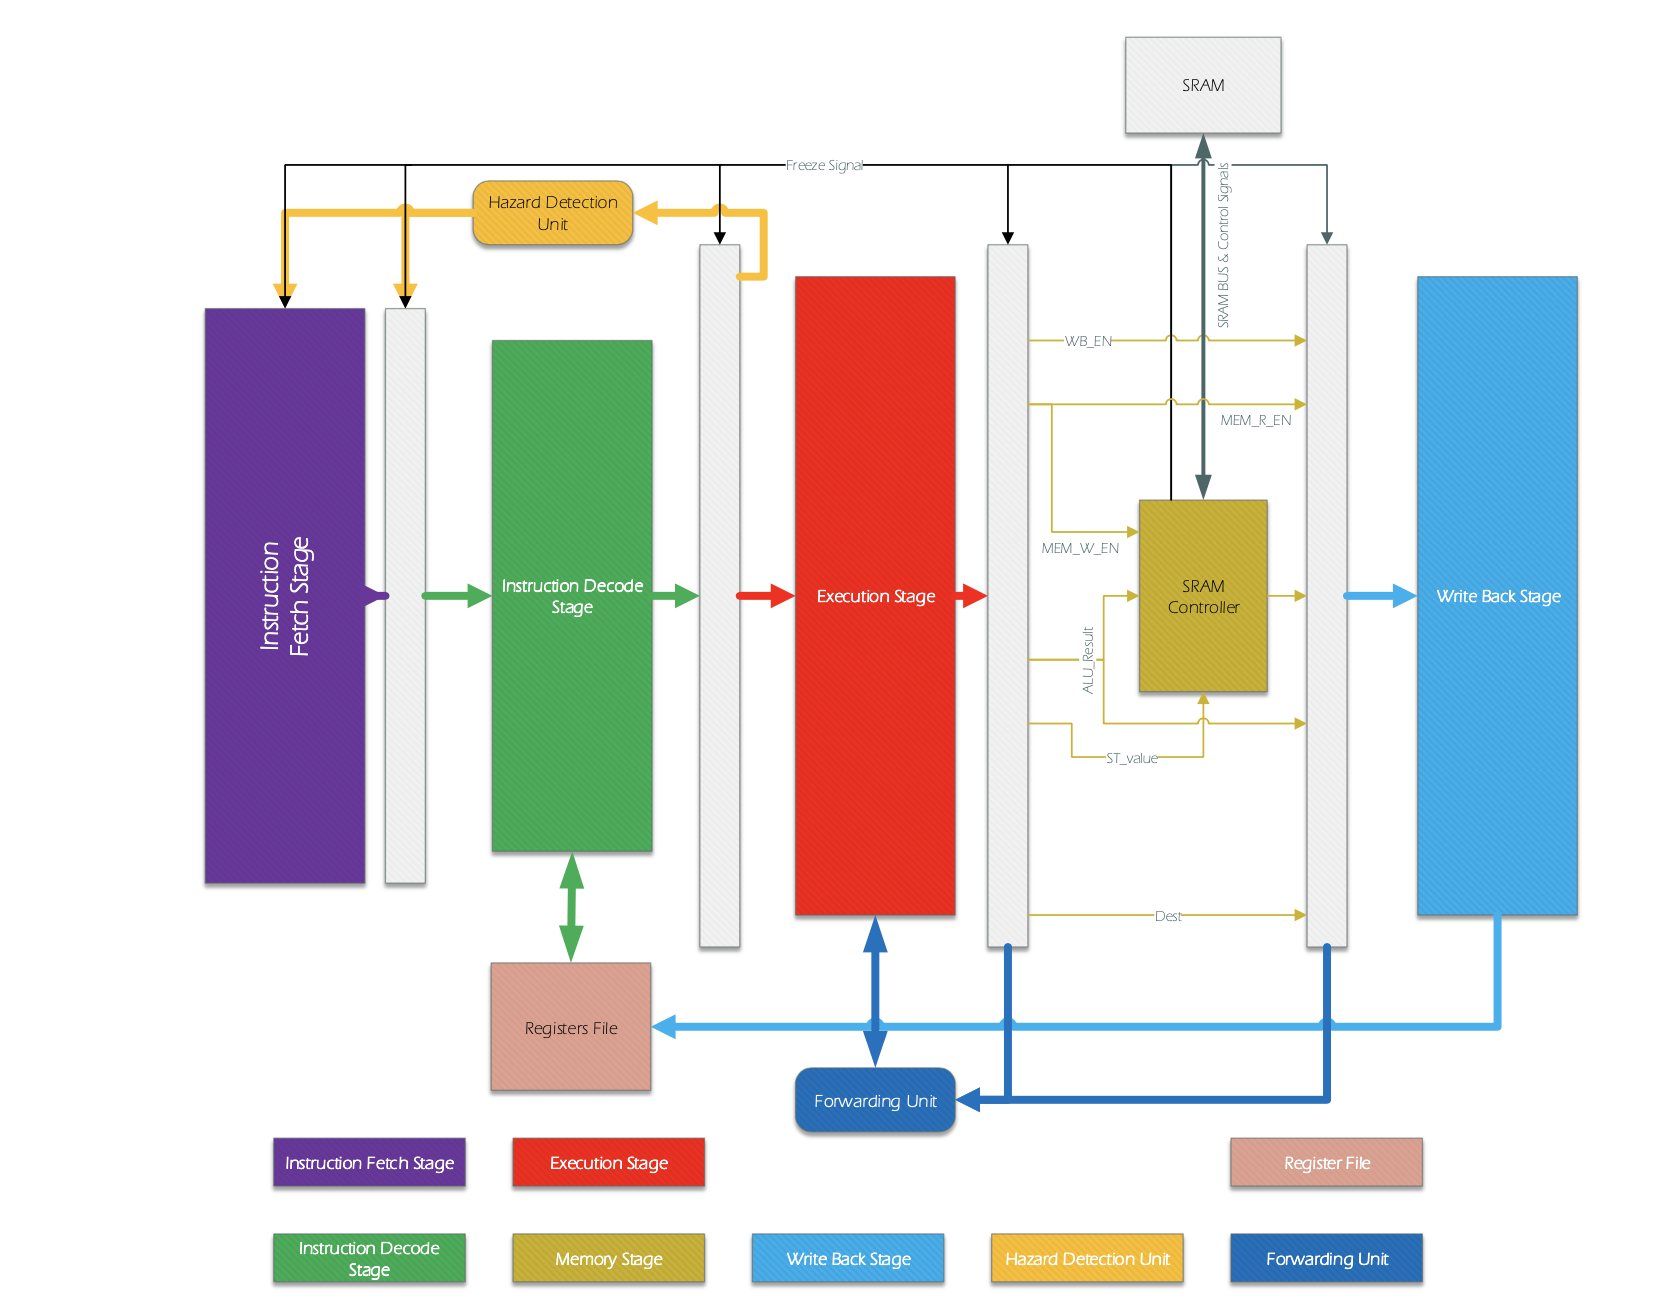 SRAM
Freeze Signal
SRAM BUS & Control Signals
Hazard Detection
Unit
WB_EN
MEM_R_EN
MEM_W_EN
Instruction
Fetch Stage
Instruction Decode
Stage
Execution Stage
SRAM
Controller
Write Back Stage
ALU_Result
ST_value
Dest
Registers File
Forwarding Unit
Instruction Fetch Stage
Execution Stage
Register File
Instruction Decode
Stage
Memory Stage
Write Back Stage
Hazard Detection Unit
Forwarding Unit